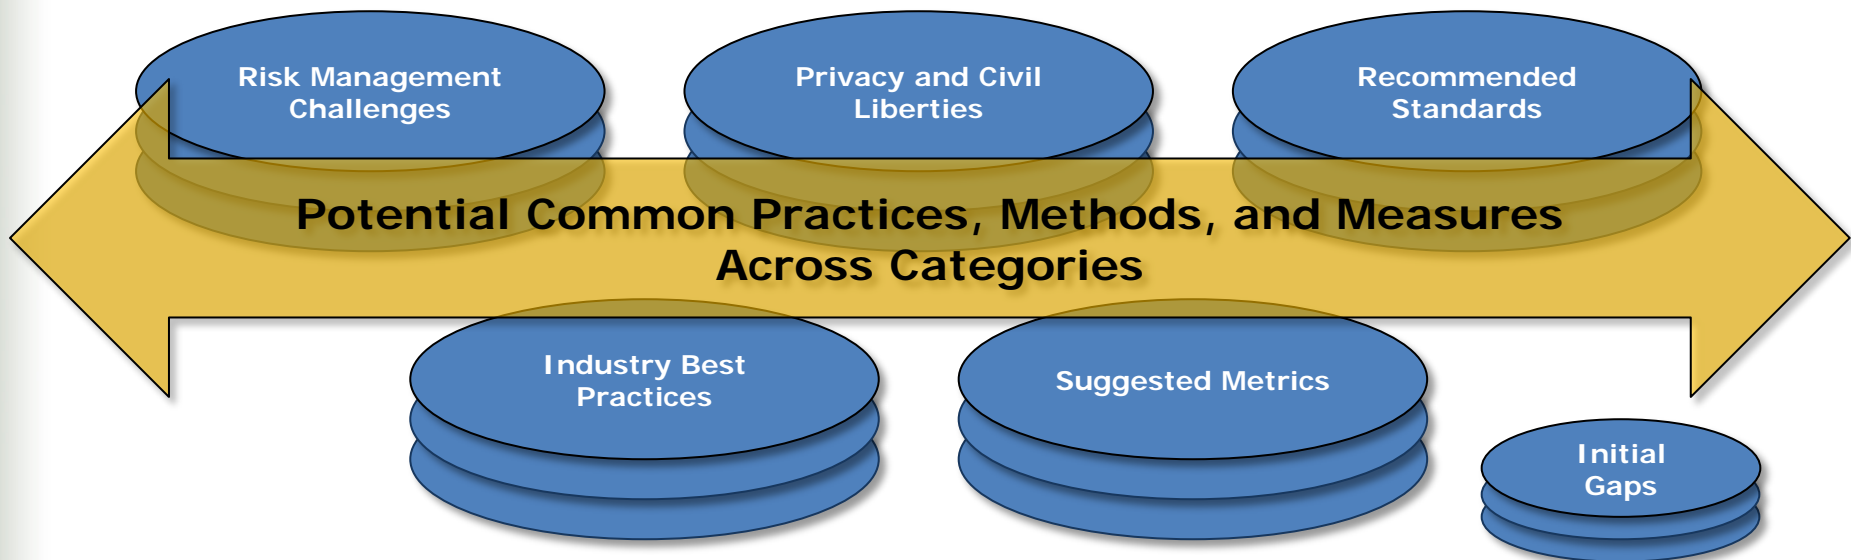 Risk Management
Challenges
Privacy and Civil
Liberties
Recommended
Standards
Potential Common Practices, Methods, and Measures
Across Categories
Industry Best
Practices
Suggested Metrics
Initial
Gaps